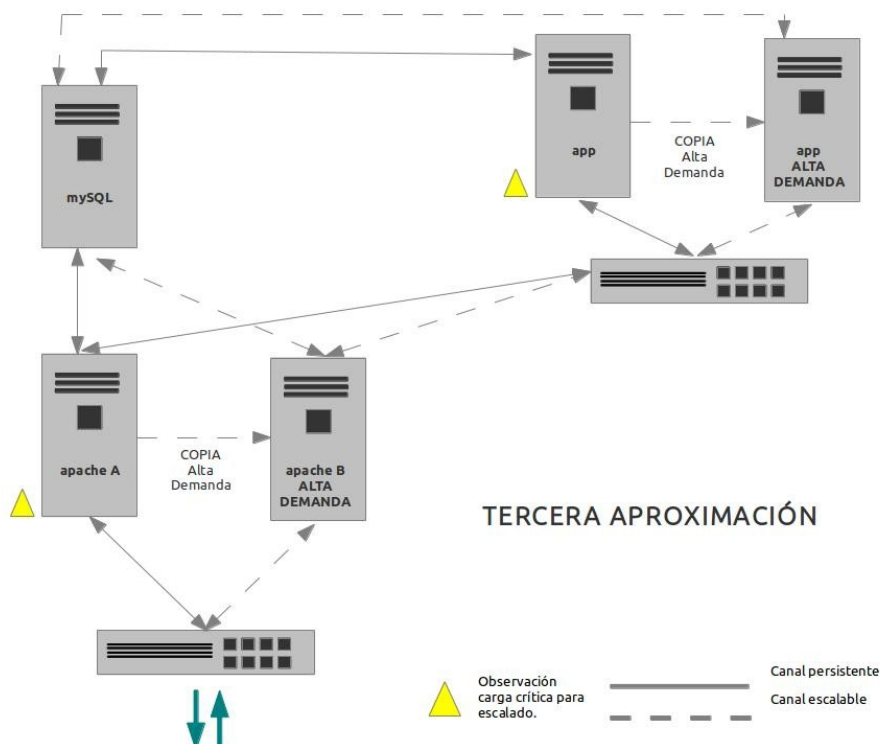 app
COPIA
Alta
Demanda
app
ALTA
DEMANDA
mySQL
apache A
COPIA
Alta
Demanda
apache B
ALTA
DEMANDA
TERCERA APROXIMACIÓN
Observación
carga crítica para
escalado.
Canal persistente
Canal escalable